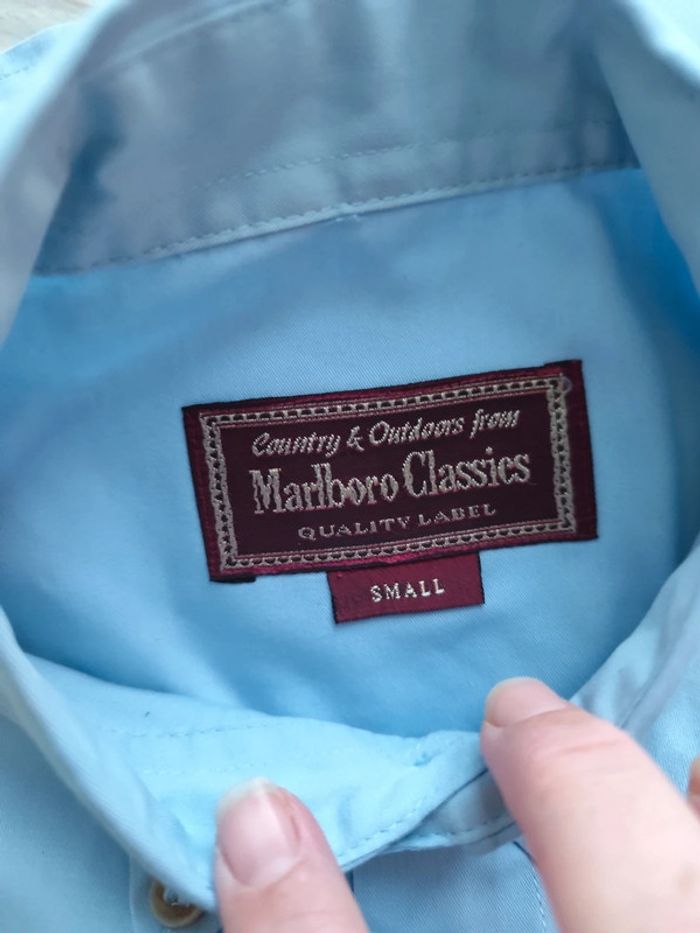 Country & Outdoors from
Marlboro Classics
QUALITY LABEL
SMALL